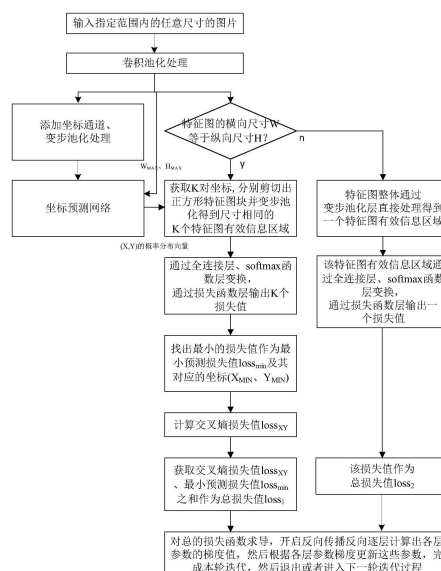 输入指定范围内的任意尺寸的图片
卷积池化处理
添加坐标通道、
变步池化处理
特征图的横向尺寸W
等于纵向尺寸H?
n
y
W_MAX、H_MAX
坐标预测网络
(X,Y)的概率分布向量
获取K对坐标, 分别剪切出
正方形特征图块并变步池
化得到尺寸相同的
K个特征图有效信息区域
特征图整体通过
变步池化层直接处理得到
一个特征图有效信息区域
通过全连接层、softmax函
数层变换,
通过损失函数层输出K个
损失值
该特征图有效信息区域通
过全连接层、softmax函数
层变换,
通过损失函数层输出一
个损失值
找出最小的损失值作为最
小预测损失值loss_min及其
对应的坐标(X_MIN、Y_MIN)
计算交叉熵损失值loss_XY
获取交叉熵损失值loss_XY
、最小预测损失值loss_min
之和作为总损失值loss_1
该损失值作为
总损失值loss_2
对总的损失函数求导，开启反向传播反向逐层计算出各层
参数的梯度值，然后根据各层参数梯度更新这些参数，完
成本轮迭代，然后退出或者进入下一轮迭代过程